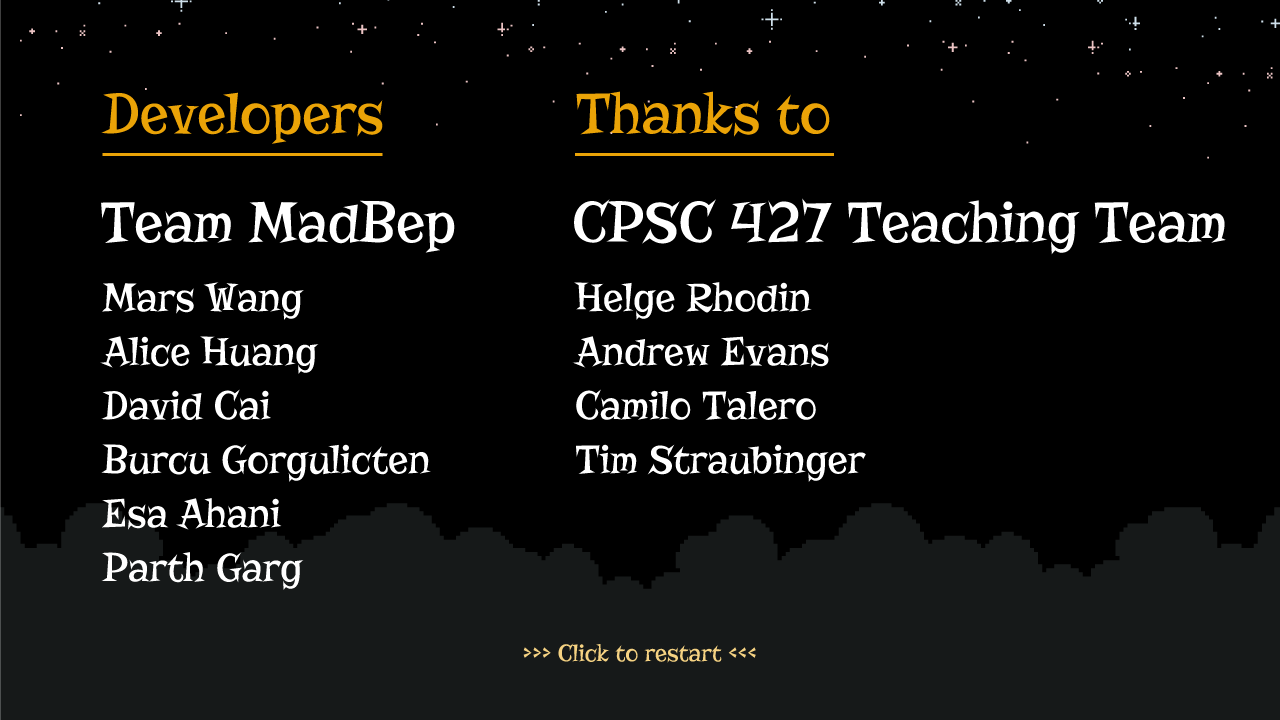 Developers
Team MadBep
Mars Wang
Alice Huang
David Cai
Burcu Gorgulicten
Esa Ahani
Parth Garg
Thanks to
CPSC 427 Teaching Team
Helge Rhodin
Andrew Evans
Camilo Talero
Tim Straubinger
>>> Click to restart <<<